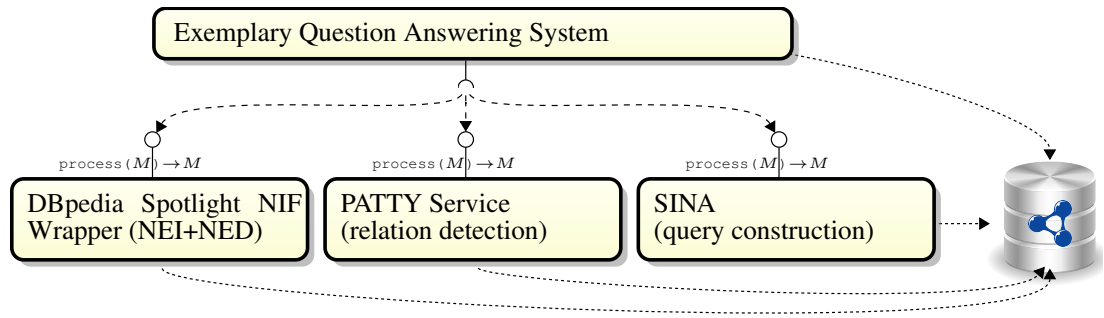 Exemplary Question Answering System
process(M)→M
process(M)→M
process(M)→M
DBpedia Spotlight NIF
Wrapper (NEI+NED)
PATTY Service
(relation detection)
SINA
(query construction)